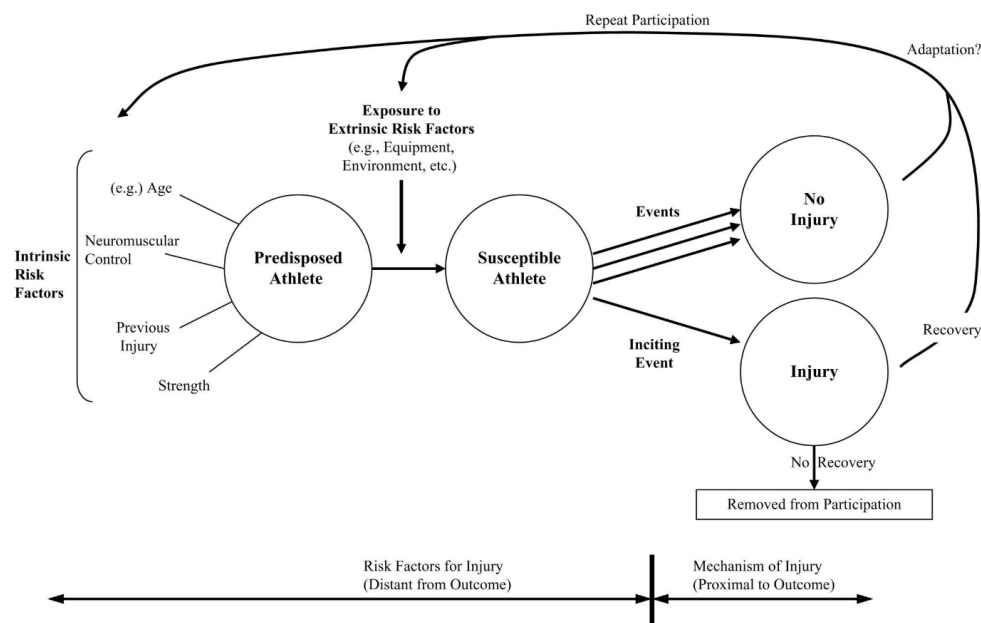 Repeat Participation
Adaptation?
Exposure to
Extrinsic Risk Factors
(e.g., Equipment,
Environment, etc.)
(e.g.) Age
Neuromuscular
Control
Intrinsic
Risk
Factors
Previous
Injury
Strength
Predisposed
Athlete
Susceptible
Athlete
Events
No
Injury
Inciting
Event
Injury
Recovery
No Recovery
Removed from Participation
Risk Factors for Injury
(Distant from Outcome)
Mechanism of Injury
(Proximal to Outcome)